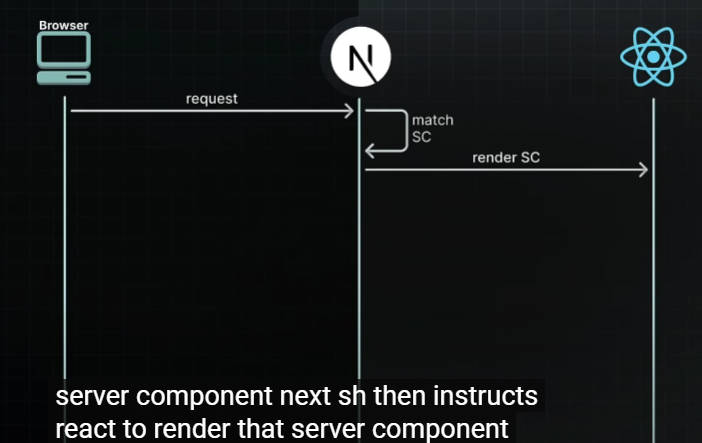 Browser
N
request
match
SC
render SC
server component next sh then instructs
react to render that server component